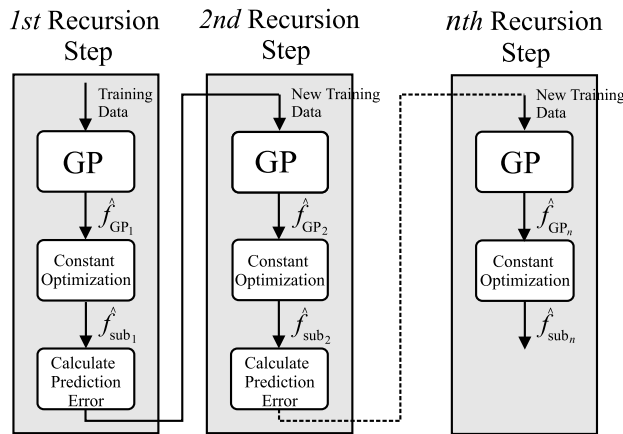 1st Recursion
Step
Training
Data
GP
f̂GP₁
Constant
Optimization
f̂sub₁
Calculate
Prediction
Error
2nd Recursion
Step
New Training
Data
GP
f̂GP₂
Constant
Optimization
f̂sub₂
Calculate
Prediction
Error
nth Recursion
Step
New Training
Data
GP
f̂GPₙ
Constant
Optimization
f̂subₙ